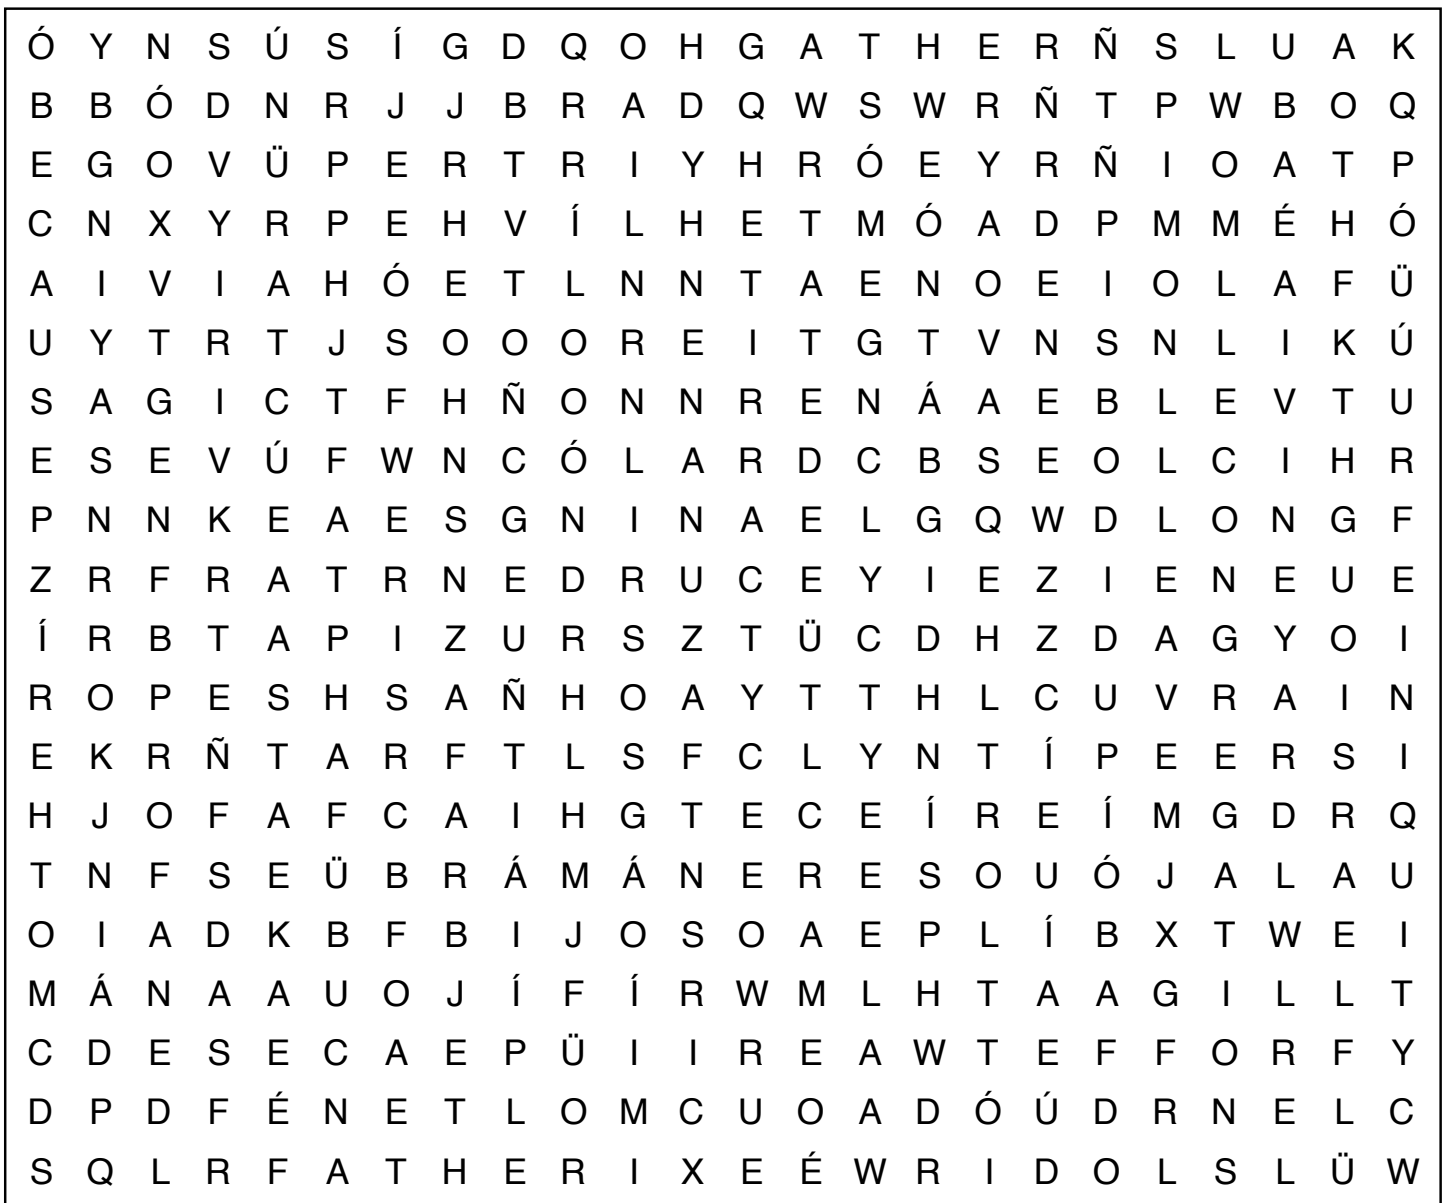 Ó Y N S Ú S Í G D Q O H G A T H E R Ñ S L U A K
B B Ó D N R J J B R A D Q W S W R Ñ T P W B O Q
E G O V Ü P E R T R I Y H R Ó E Y R Ñ I O A T P
C N X Y R P E H V Í L H E T M Ó A D P M M É H Ó
A I V I A H Ó E T L N N T A E N O E I O L A F Ü
U Y T R T J S O O O R E I T G T V N S N L I K Ú
S A G I C T F H Ñ O N N R E N Á A E B L E V T U
E S E V Ú F W N C Ó L A R D C B S E O L C I H R
P N N K E A E S G N I N A E L G Q W D L O N G F
Z R F R A T R N E D R U C E Y I E Z I E N E U E
Í R B T A P I Z U R S Z T Ü C D H Z D A G Y O I
R O P E S H S A Ñ H O A Y T T H L C U V R A I N
E K R Ñ T A R F T L S F C L Y N T Í P E E R S I
H J O F A F C A I H G T E C E Í R E Í M G D R Q
T N F S E Ü B R Á M Á N E R E S O U Ó J A L A U
O I A D K B F B I J O S O A E P L Í B X T W E I
M Á N A A U O J Í F Í R W M L H T A A G I L L T
C D E S E C A E P Ü I I R E A W T E F F O R F Y
D P D F É N E T L O M C U O A D Ó Ú D R N E L C
S Q L R F A T H E R I X E É W R I D O L S L Ü W